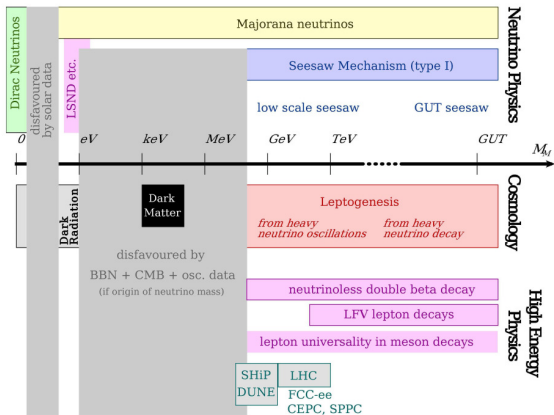 Dirac Neutrinos
disfavoured
by solar data
Majorana neutrinos
LSND etc.
Seesaw Mechanism (type I)
low scale seesaw
GUT seesaw
Neutrino Physics
0
eV
keV
MeV
GeV
TeV
GUT
M_M
Dark
Radiation
Dark
Matter
Leptogenesis
from heavy
neutrino oscillations
from heavy
neutrino decay
Cosmology
disfavoured by
BBN + CMB + osc. data
(if origin of neutrino mass)
neutrinoless double beta decay
LFV lepton decays
lepton universality in meson decays
High Energy
Physics
SHiP
DUNE
LHC
FCC-ee
CEPC, SPPC